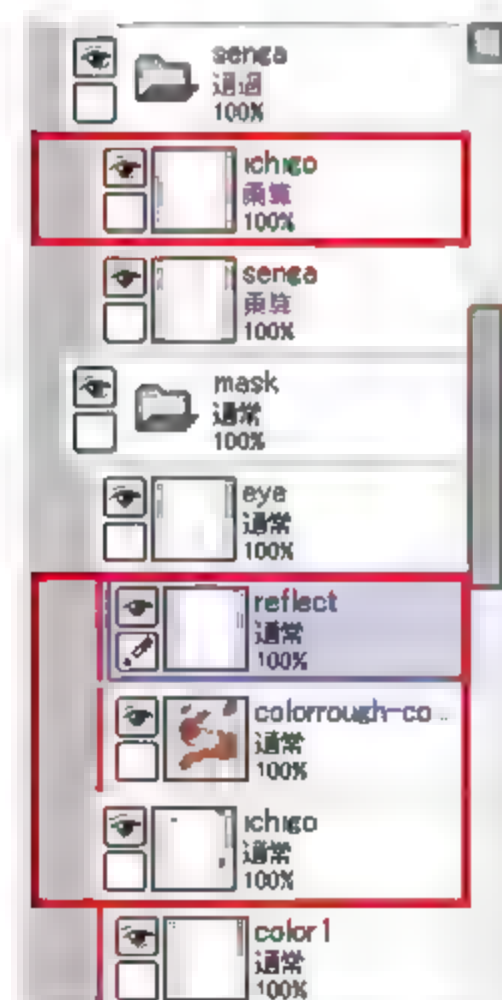 senga
通過
100%
ichigo
乗算
100%
senga
乗算
100%
mask
通常
100%
eye
通常
100%
reflect
通常
100%
colorrough-co...
通常
100%
ichigo
通常
100%
color1
通常
100%